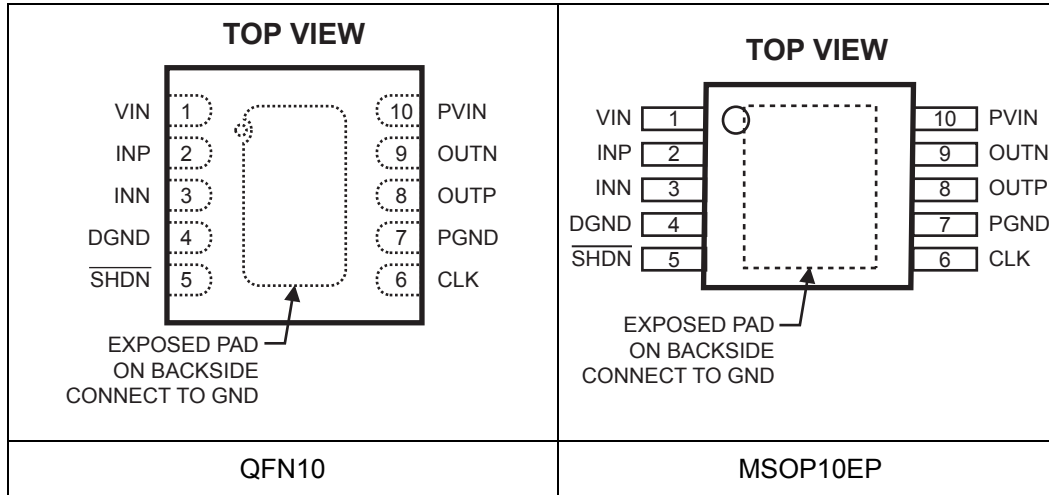 TOP VIEW
VIN 1
INP 2
INN 3
DGND 4
SHDN 5
10 PVIN
9 OUTN
8 OUTP
7 PGND
6 CLK
EXPOSED PAD
ON BACKSIDE
CONNECT TO GND
QFN10
TOP VIEW
VIN 1
INP 2
INN 3
DGND 4
SHDN 5
10 PVIN
9 OUTN
8 OUTP
7 PGND
6 CLK
EXPOSED PAD
ON BACKSIDE
CONNECT TO GND
MSOP10EP